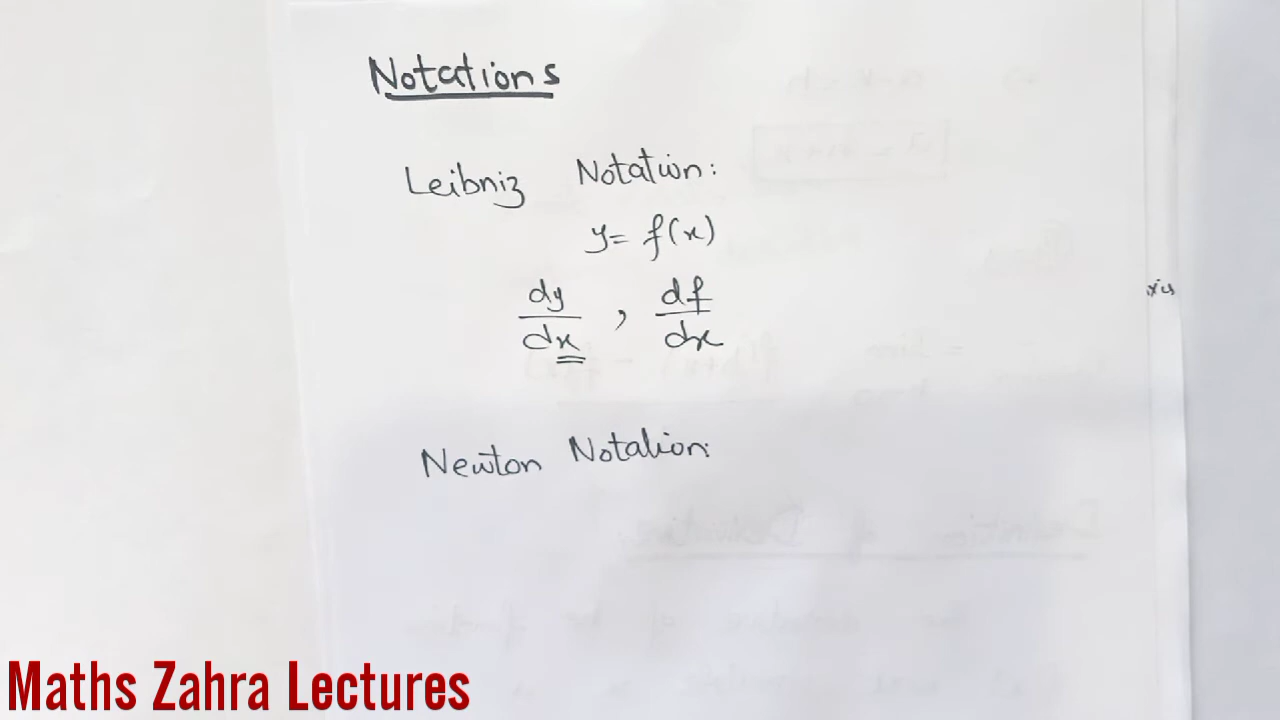 Notations
Leibniz Notation:
y = f(x)
dy/dx , df/dx
Newton Notation:
Maths Zahra Lectures